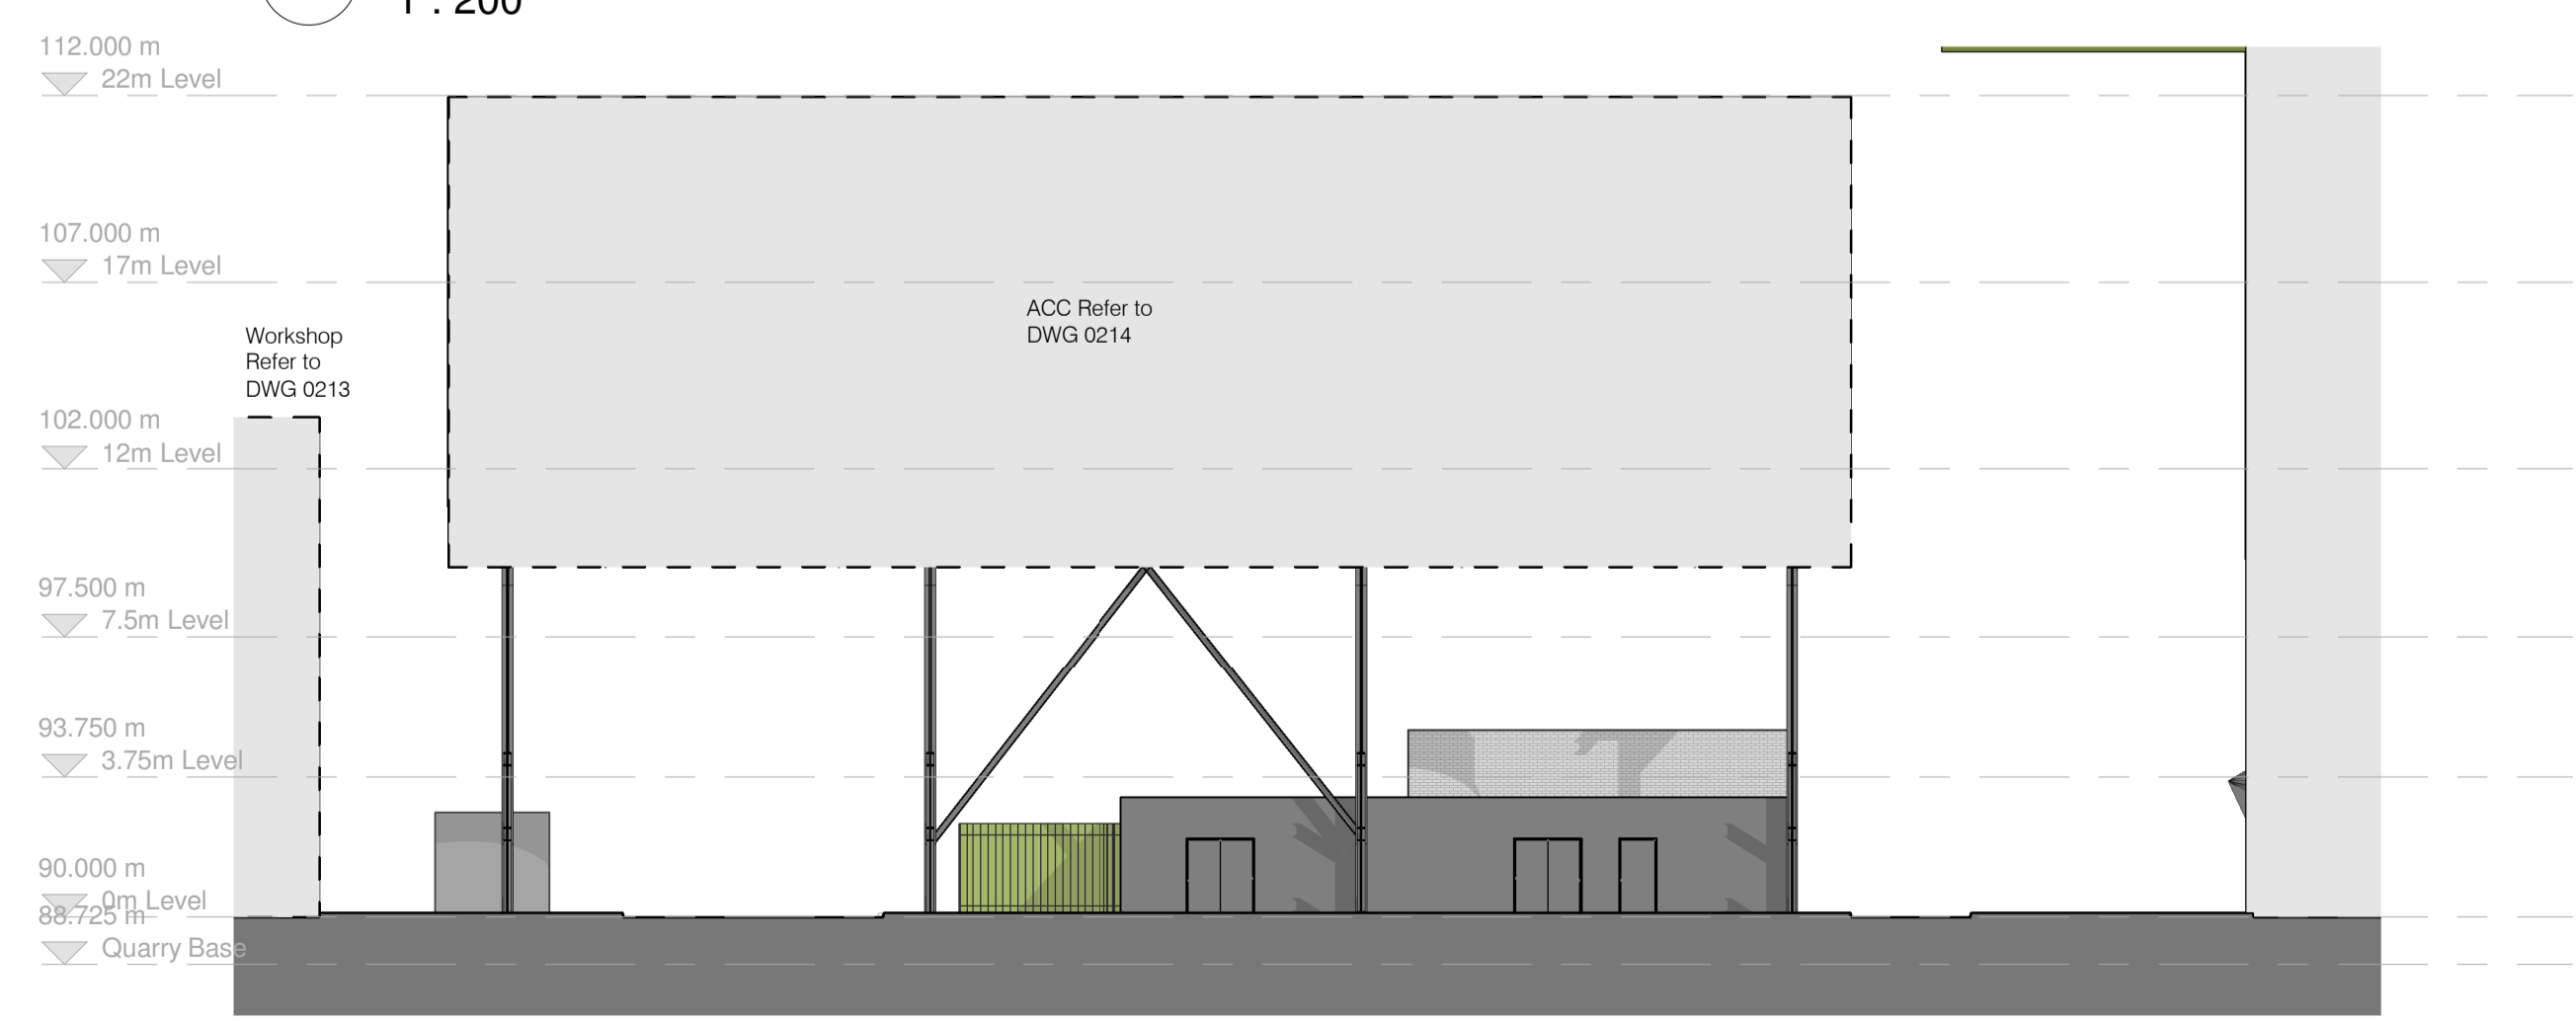 1 : 200
112.000 m
22m Level
107.000 m
17m Level
ACC Refer to
DWG 0214
Workshop
Refer to
DWG 0213
102.000 m
12m Level
97.500 m
7.5m Level
93.750 m
3.75m Level
90.000 m
0m Level
88.725 m
Quarry Base